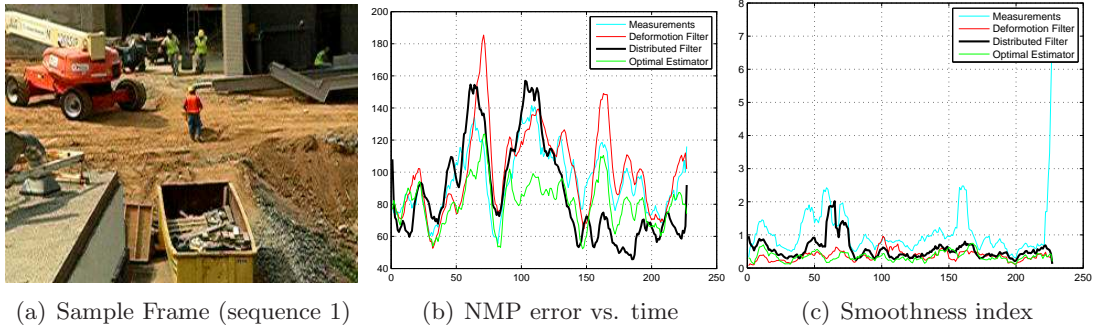 200
180
160
140
120
100
80
60
40
0 50 100 150 200 250
Measurements
Deformotion Filter
Distributed Filter
Optimal Estimator
8
7
6
5
4
3
2
1
0
0 50 100 150 200 250
Measurements
Deformotion Filter
Distributed Filter
Optimal Estimator
(a) Sample Frame (sequence 1)
(b) NMP error vs. time
(c) Smoothness index